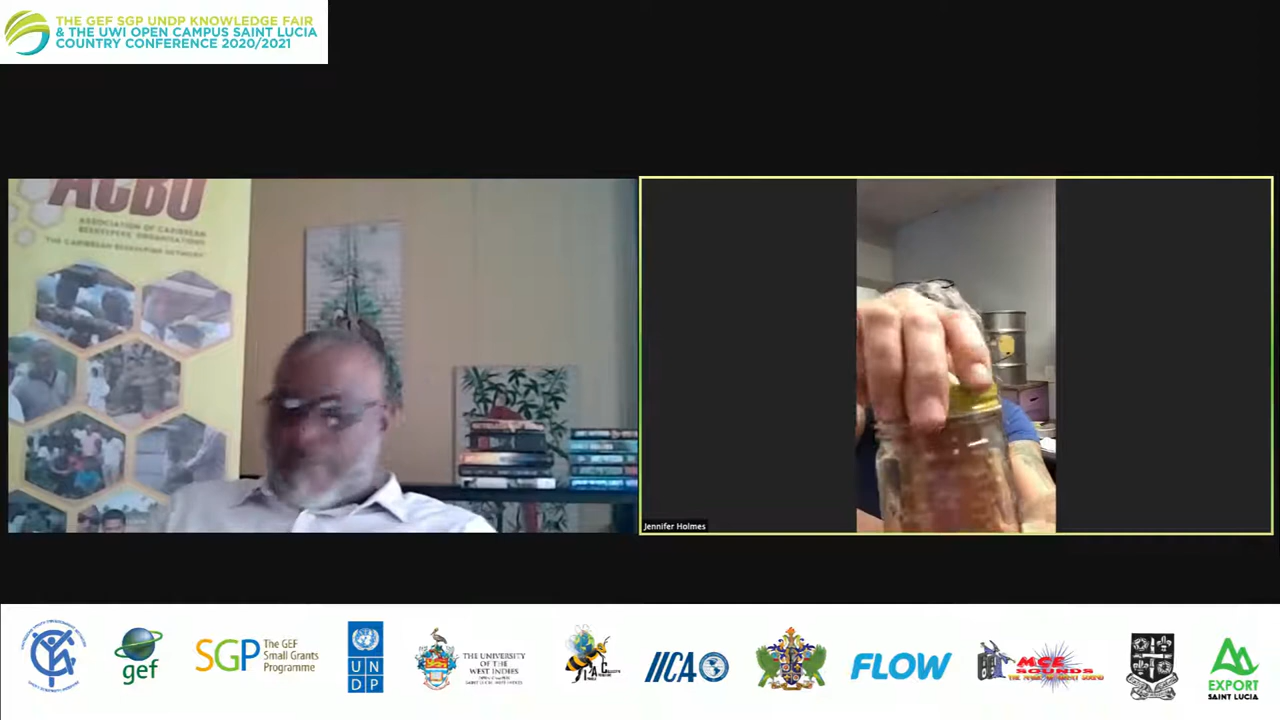 THE GEF SGP UNDP KNOWLEDGE FAIR
& THE UWI OPEN CAMPUS SAINT LUCIA
COUNTRY CONFERENCE 2020/2021
ACBO
ASSOCIATION OF CARIBBEAN
BEEKEEPERS' ORGANISATIONS
THE CARIBBEAN BEEKEEPING NETWORK
Jennifer Holmes
gef
SGP
The GEF
Small Grants
Programme
UN
DP
THE UNIVERSITY OF THE
WEST INDIES
IICA
FLOW
MCE
SOUNDS
EXPORT
SAINT LUCIA